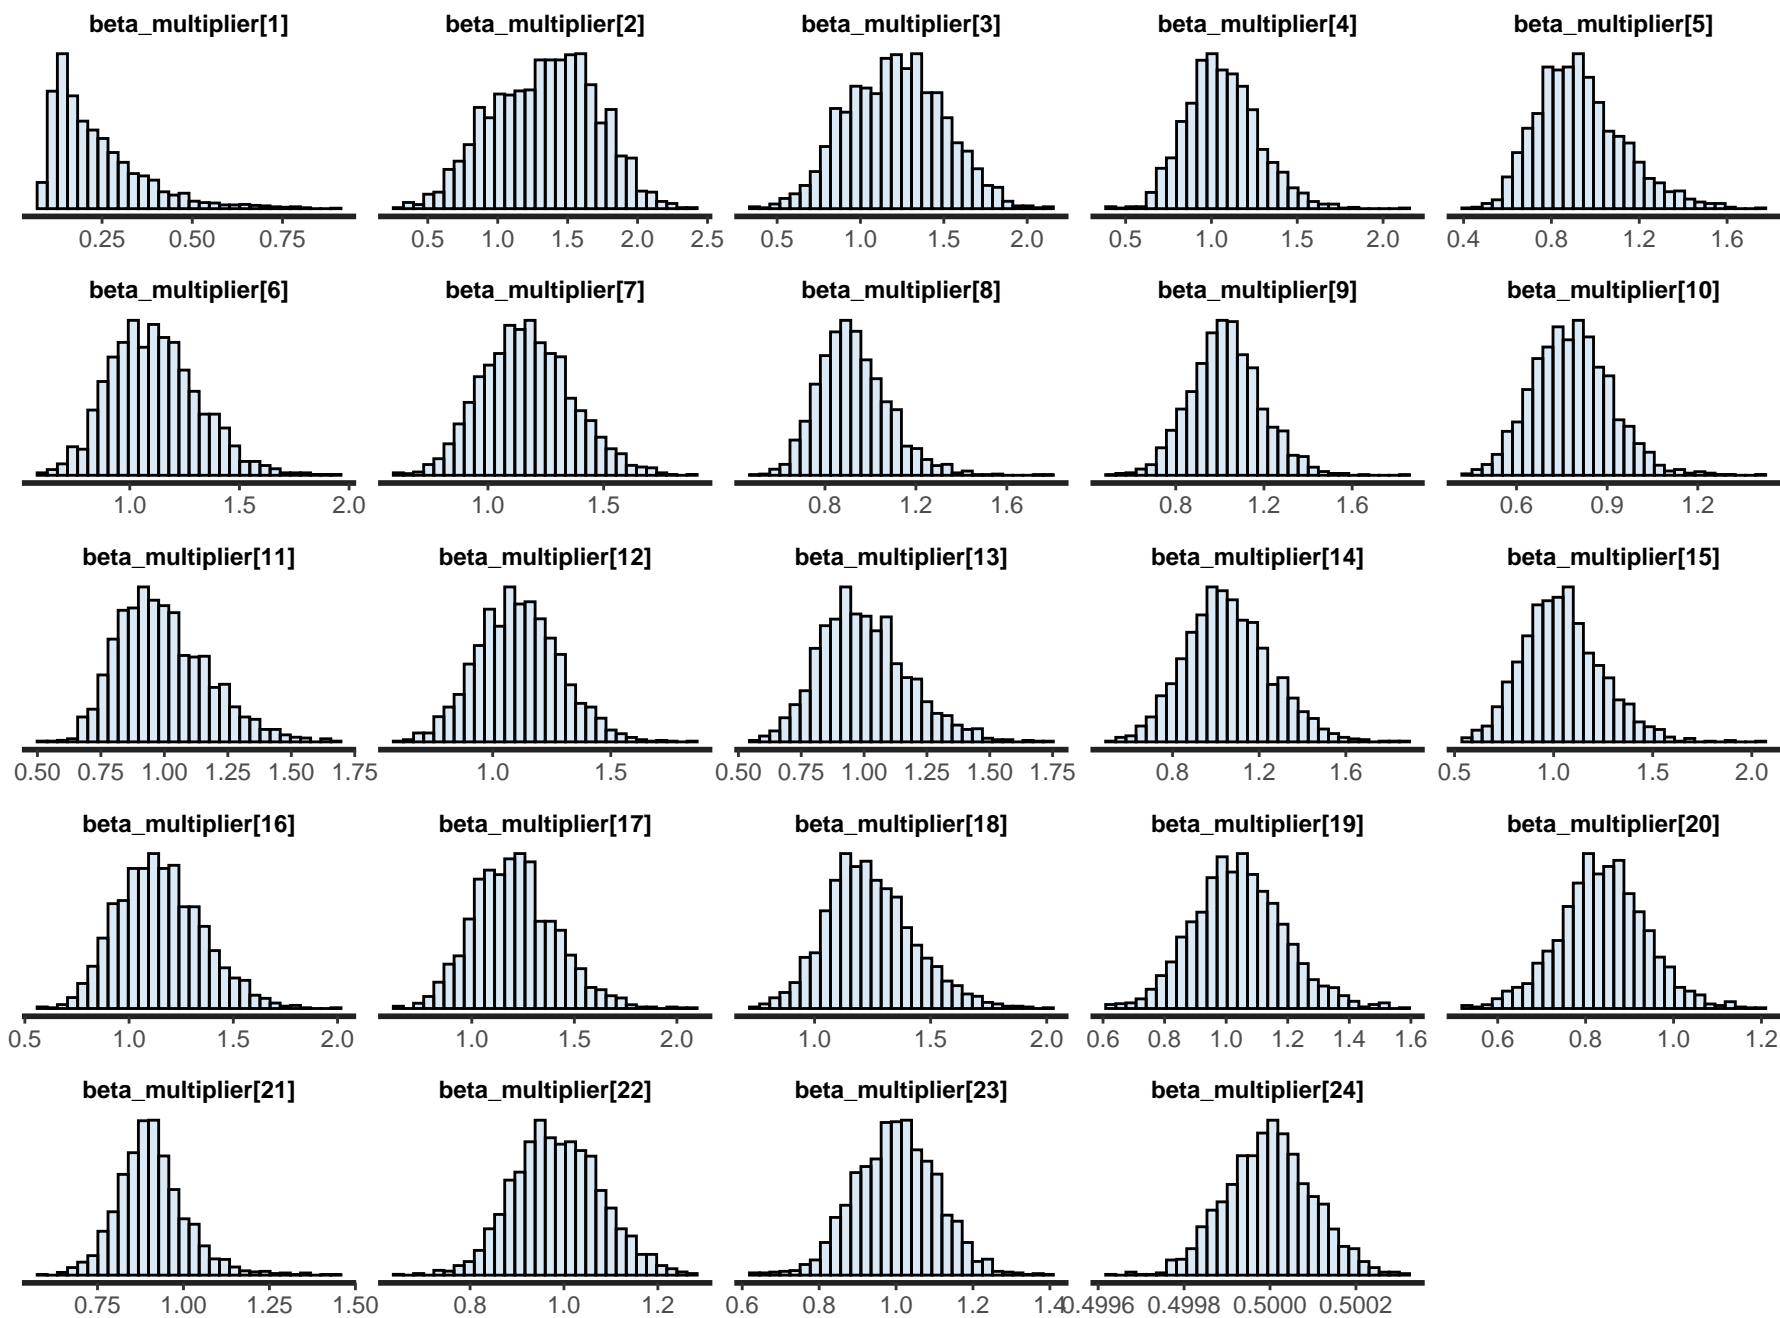 beta_multiplier[1] beta_multiplier[2] beta_multiplier[3] beta_multiplier[4] beta_multiplier[5]
0.25 0.50 0.75 0.5 1.0 1.5 2.0 2.5 0.5 1.0 1.5 2.0 0.5 1.0 1.5 2.0 0.4 0.8 1.2 1.6
beta_multiplier[6] beta_multiplier[7] beta_multiplier[8] beta_multiplier[9] beta_multiplier[10]
1.0 1.5 2.0 1.0 1.5 0.8 1.2 1.6 0.8 1.2 1.6 0.6 0.9 1.2
beta_multiplier[11] beta_multiplier[12] beta_multiplier[13] beta_multiplier[14] beta_multiplier[15]
0.50 0.75 1.00 1.25 1.50 1.75 1.0 1.5 0.50 0.75 1.00 1.25 1.50 1.75 0.8 1.2 1.6 0.5 1.0 1.5 2.0
beta_multiplier[16] beta_multiplier[17] beta_multiplier[18] beta_multiplier[19] beta_multiplier[20]
0.5 1.0 1.5 2.0 1.0 1.5 2.0 1.0 1.5 2.0 0.6 0.8 1.0 1.2 1.4 1.6 0.6 0.8 1.0 1.2
beta_multiplier[21] beta_multiplier[22] beta_multiplier[23] beta_multiplier[24]
0.75 1.00 1.25 1.50 0.8 1.0 1.2 0.6 0.8 1.0 1.2 1.4 0.4996 0.4998 0.5000 0.5002